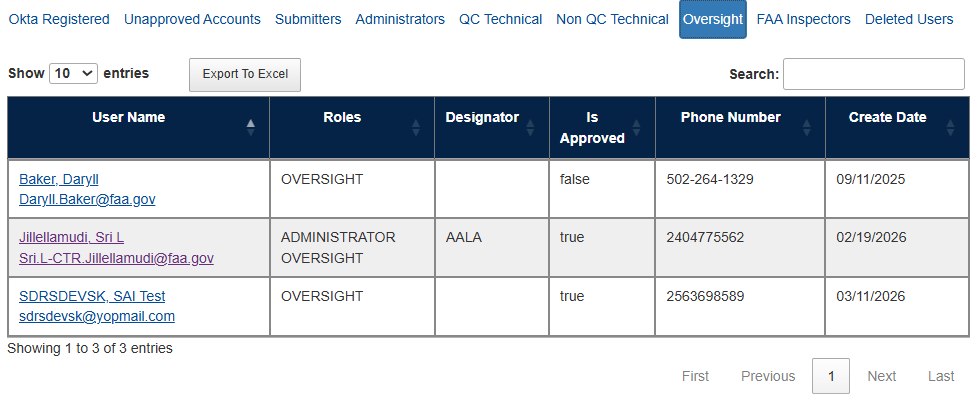 Okta Registered Unapproved Accounts Submitters Administrators QC Technical Non QC Technical Oversight FAA Inspectors Deleted Users
Show 10 entries Export To Excel Search:
User Name Roles Designator Is Approved Phone Number Create Date
Baker, Daryll OVERSIGHT false 502-264-1329 09/11/2025
Daryll.Baker@faa.gov
Jillellamudi, Sri L ADMINISTRATOR AALA true 2404775562 02/19/2026
Sri.L-CTR.Jillellamudi@faa.gov OVERSIGHT
SDRSDEVSK, SAI Test OVERSIGHT true 2563698589 03/11/2026
sdrsdevsk@yopmail.com
Showing 1 to 3 of 3 entries
First Previous 1 Next Last